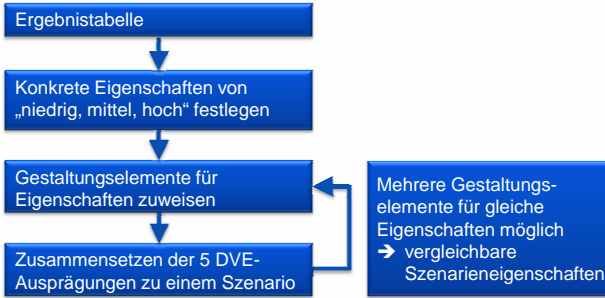 Ergebnistabelle
Konkrete Eigenschaften von
„niedrig, mittel, hoch“ festlegen
Gestaltungselemente für
Eigenschaften zuweisen
Zusammensetzen der 5 DVE-
Ausprägungen zu einem Szenario
Mehrere Gestaltungs-
elemente für gleiche
Eigenschaften möglich
➔ vergleichbare
Szenarieneigenschaften